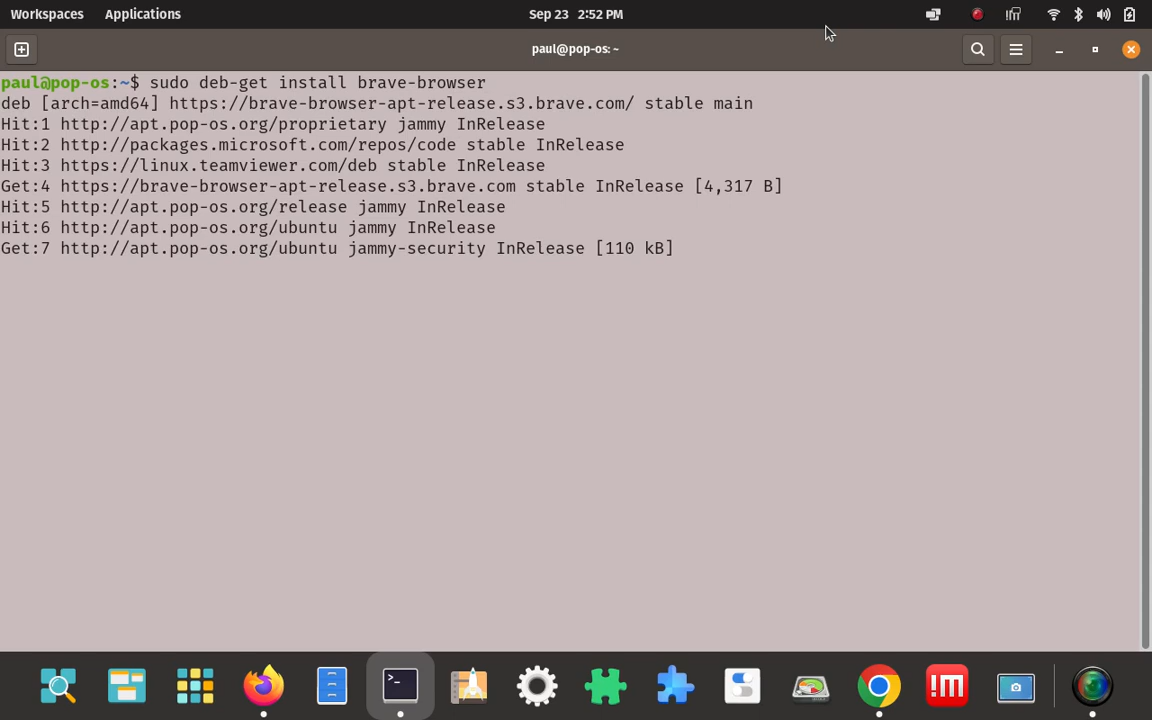 Workspaces Applications Sep 23 2:52 PM
paul@pop-os: ~
paul@pop-os:~$ sudo deb-get install brave-browser
deb [arch=amd64] https://brave-browser-apt-release.s3.brave.com/ stable main
Hit:1 http://apt.pop-os.org/proprietary jammy InRelease
Hit:2 http://packages.microsoft.com/repos/code stable InRelease
Hit:3 https://linux.teamviewer.com/deb stable InRelease
Get:4 https://brave-browser-apt-release.s3.brave.com stable InRelease [4,317 B]
Hit:5 http://apt.pop-os.org/release jammy InRelease
Hit:6 http://apt.pop-os.org/ubuntu jammy InRelease
Get:7 http://apt.pop-os.org/ubuntu jammy-security InRelease [110 kB]
>_
!M